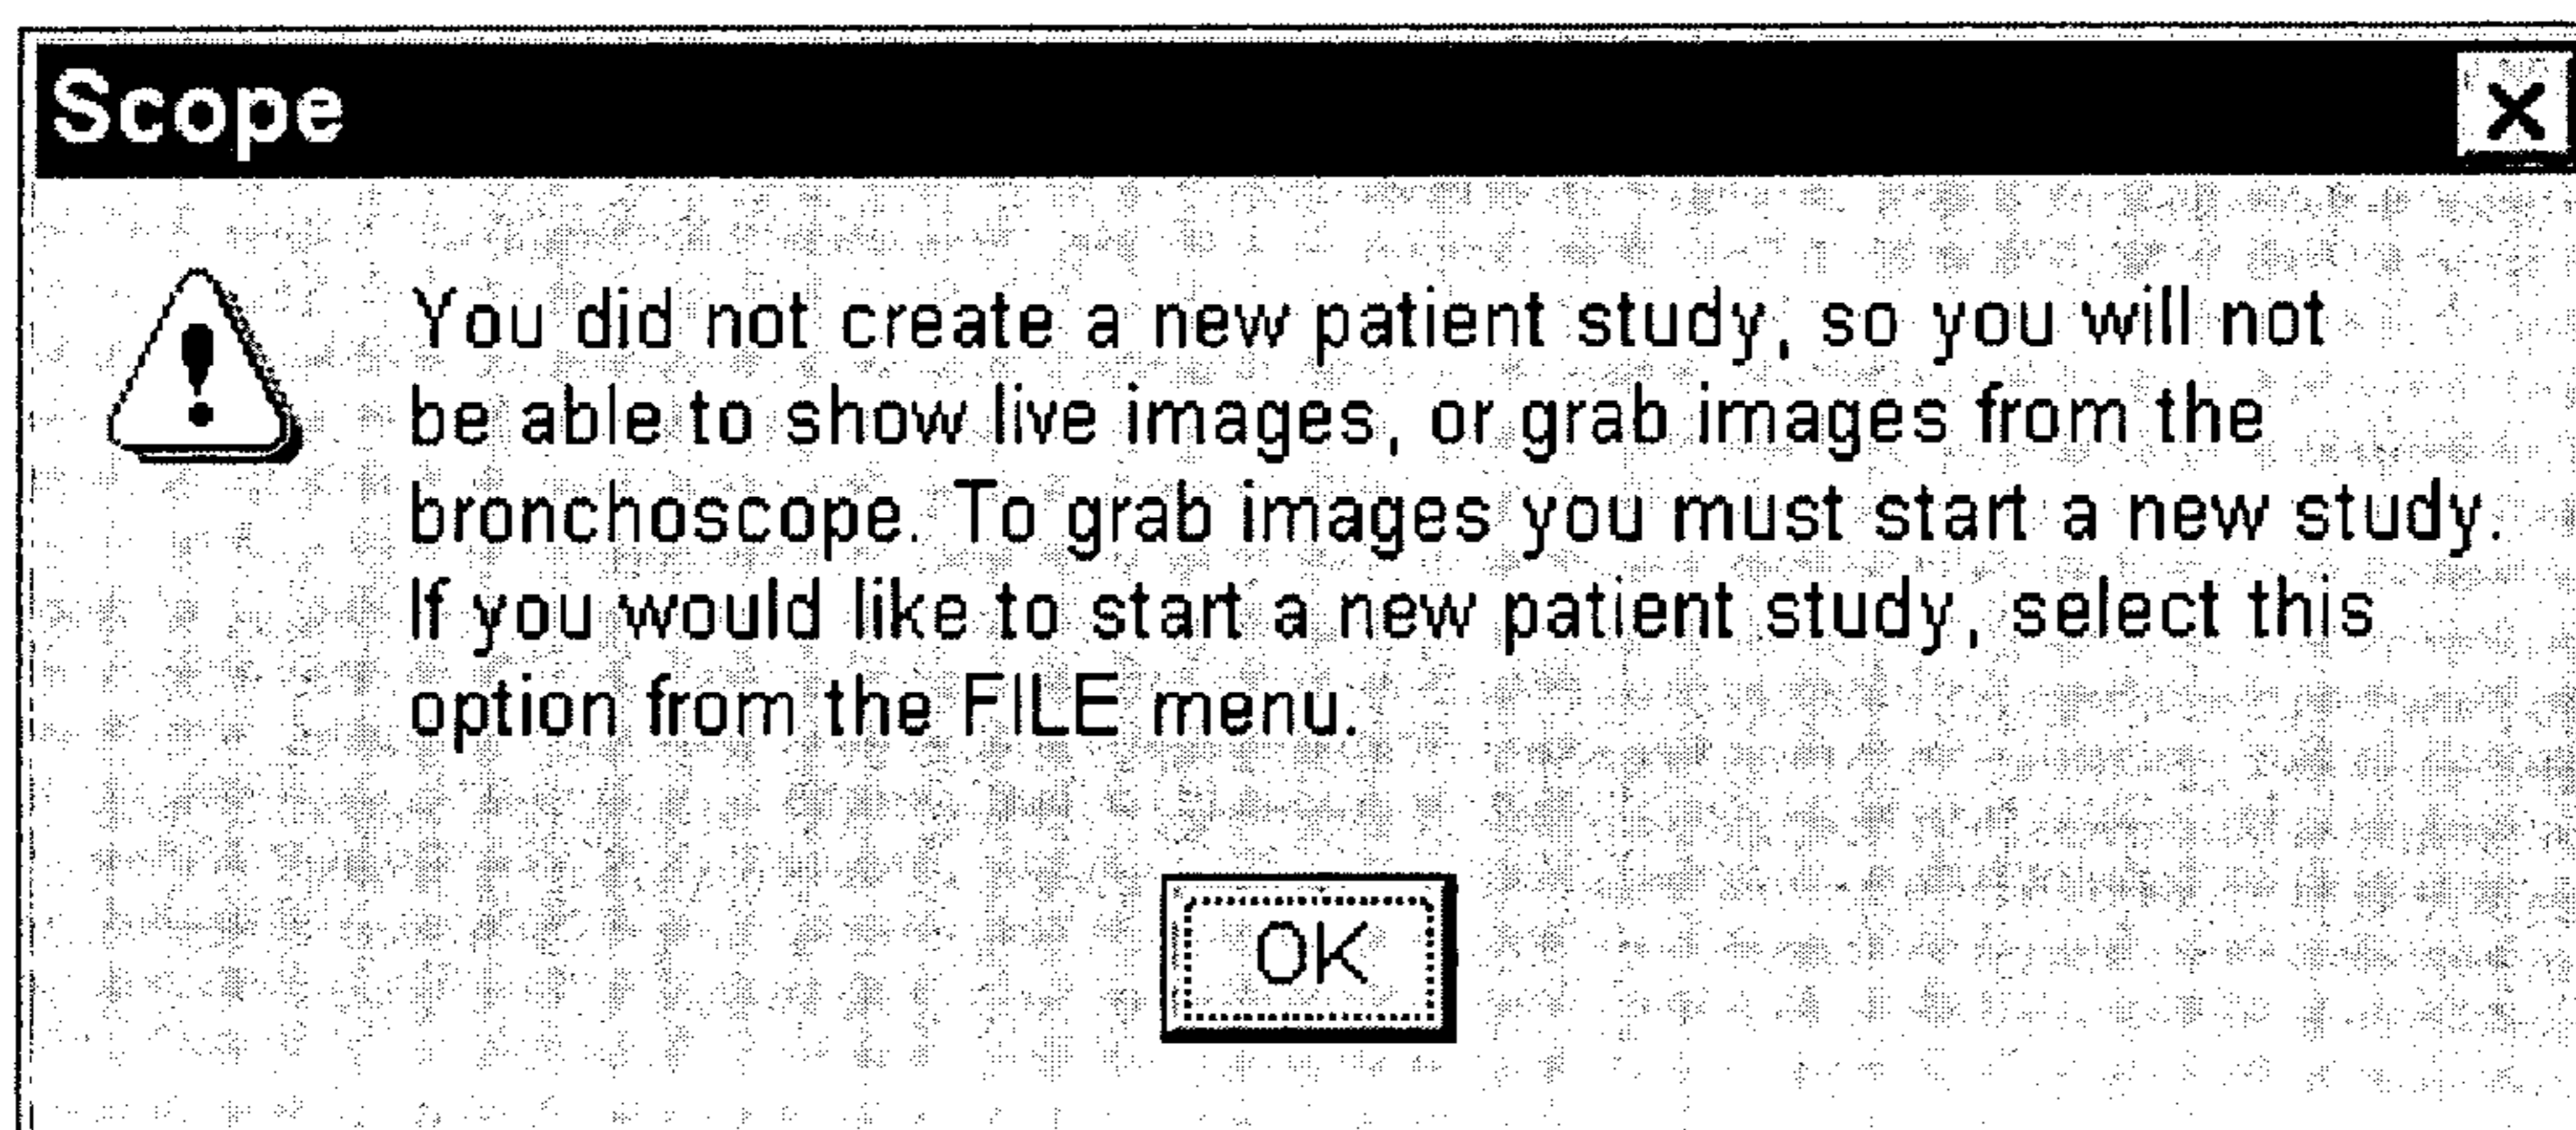 Scope
You did not create a new patient study, so you will not
be able to show live images, or grab images from the
bronchoscope. To grab images you must start a new study.
If you would like to start a new patient study, select this
option from the FILE menu.
OK